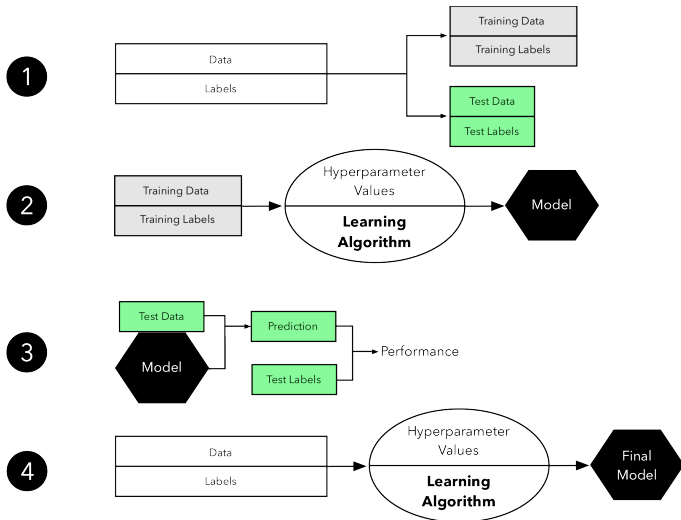 1
Data
Labels
Training Data
Training Labels
Test Data
Test Labels
2
Training Data
Training Labels
Hyperparameter
Values
Learning
Algorithm
Model
3
Test Data
Model
Prediction
Test Labels
Performance
4
Data
Labels
Hyperparameter
Values
Learning
Algorithm
Final
Model